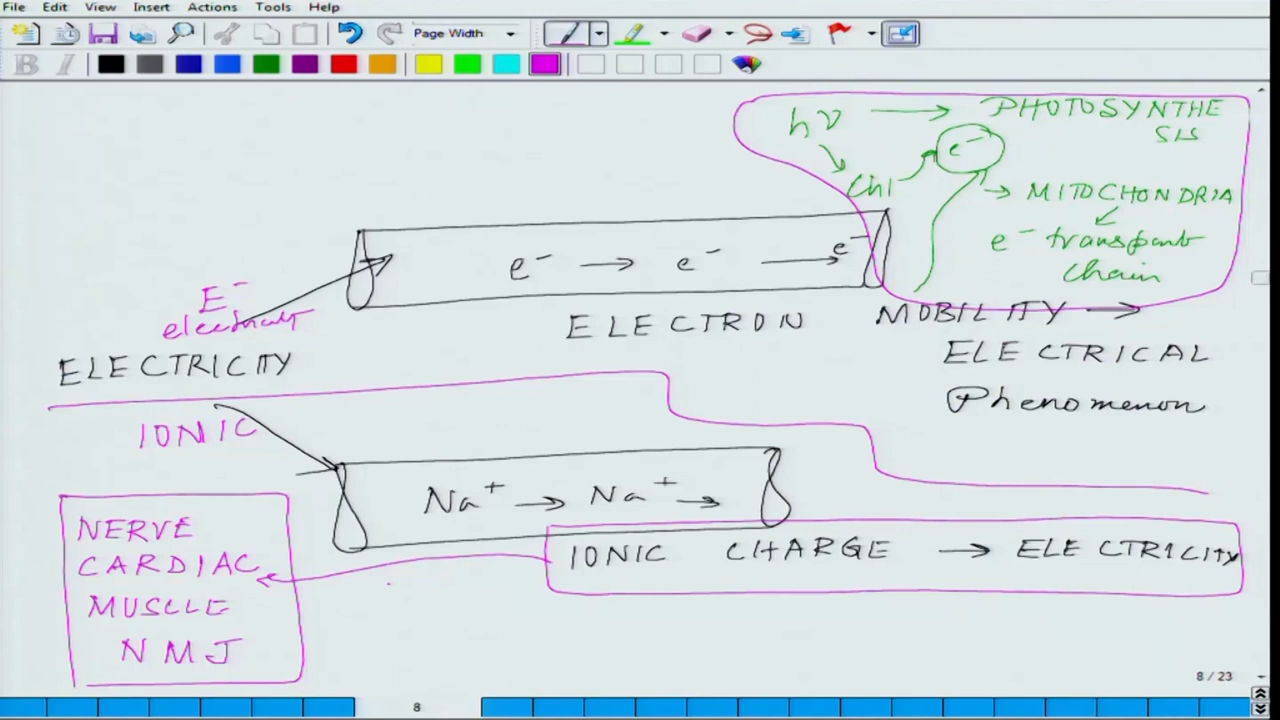 File Edit View Insert Actions Tools Help
Page Width
B I
hν → PHOTOSYNTHE
SIS
e⁻
Chl
→ MITOCHONDRIA
e⁻ transport
chain
e⁻ → e⁻ → e⁻
E⁻
ELECTRON MOBILITY →
ELECTRICAL
Phenomenon
ELECTRICITY
IONIC
Na⁺ → Na⁺ →
IONIC CHARGE → ELECTRICITY
NERVE
CARDIAC
MUSCLE
NMJ
8 / 23
8